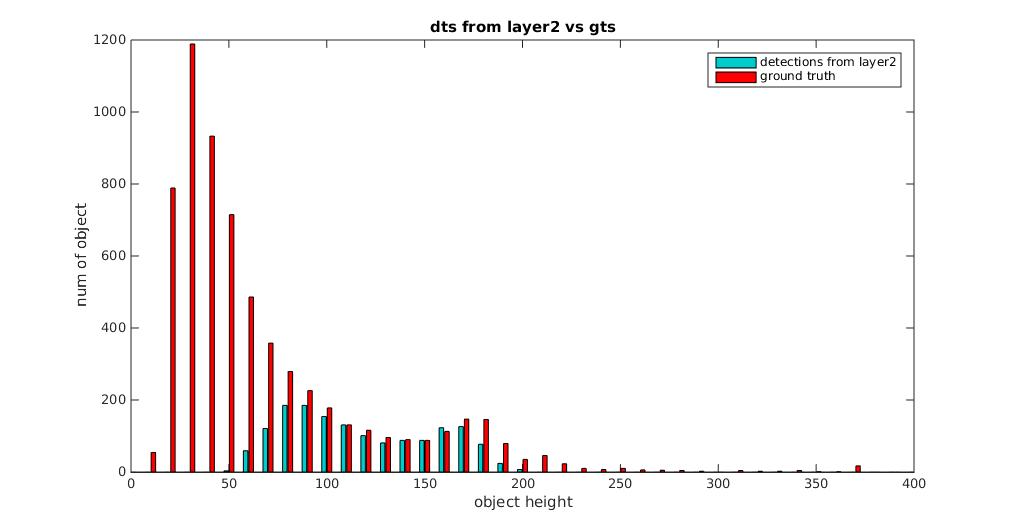 dts from layer2 vs gts
detections from layer2
ground truth
1200
1000
800
600
400
200
0
num of object
0 50 100 150 200 250 300 350 400
object height